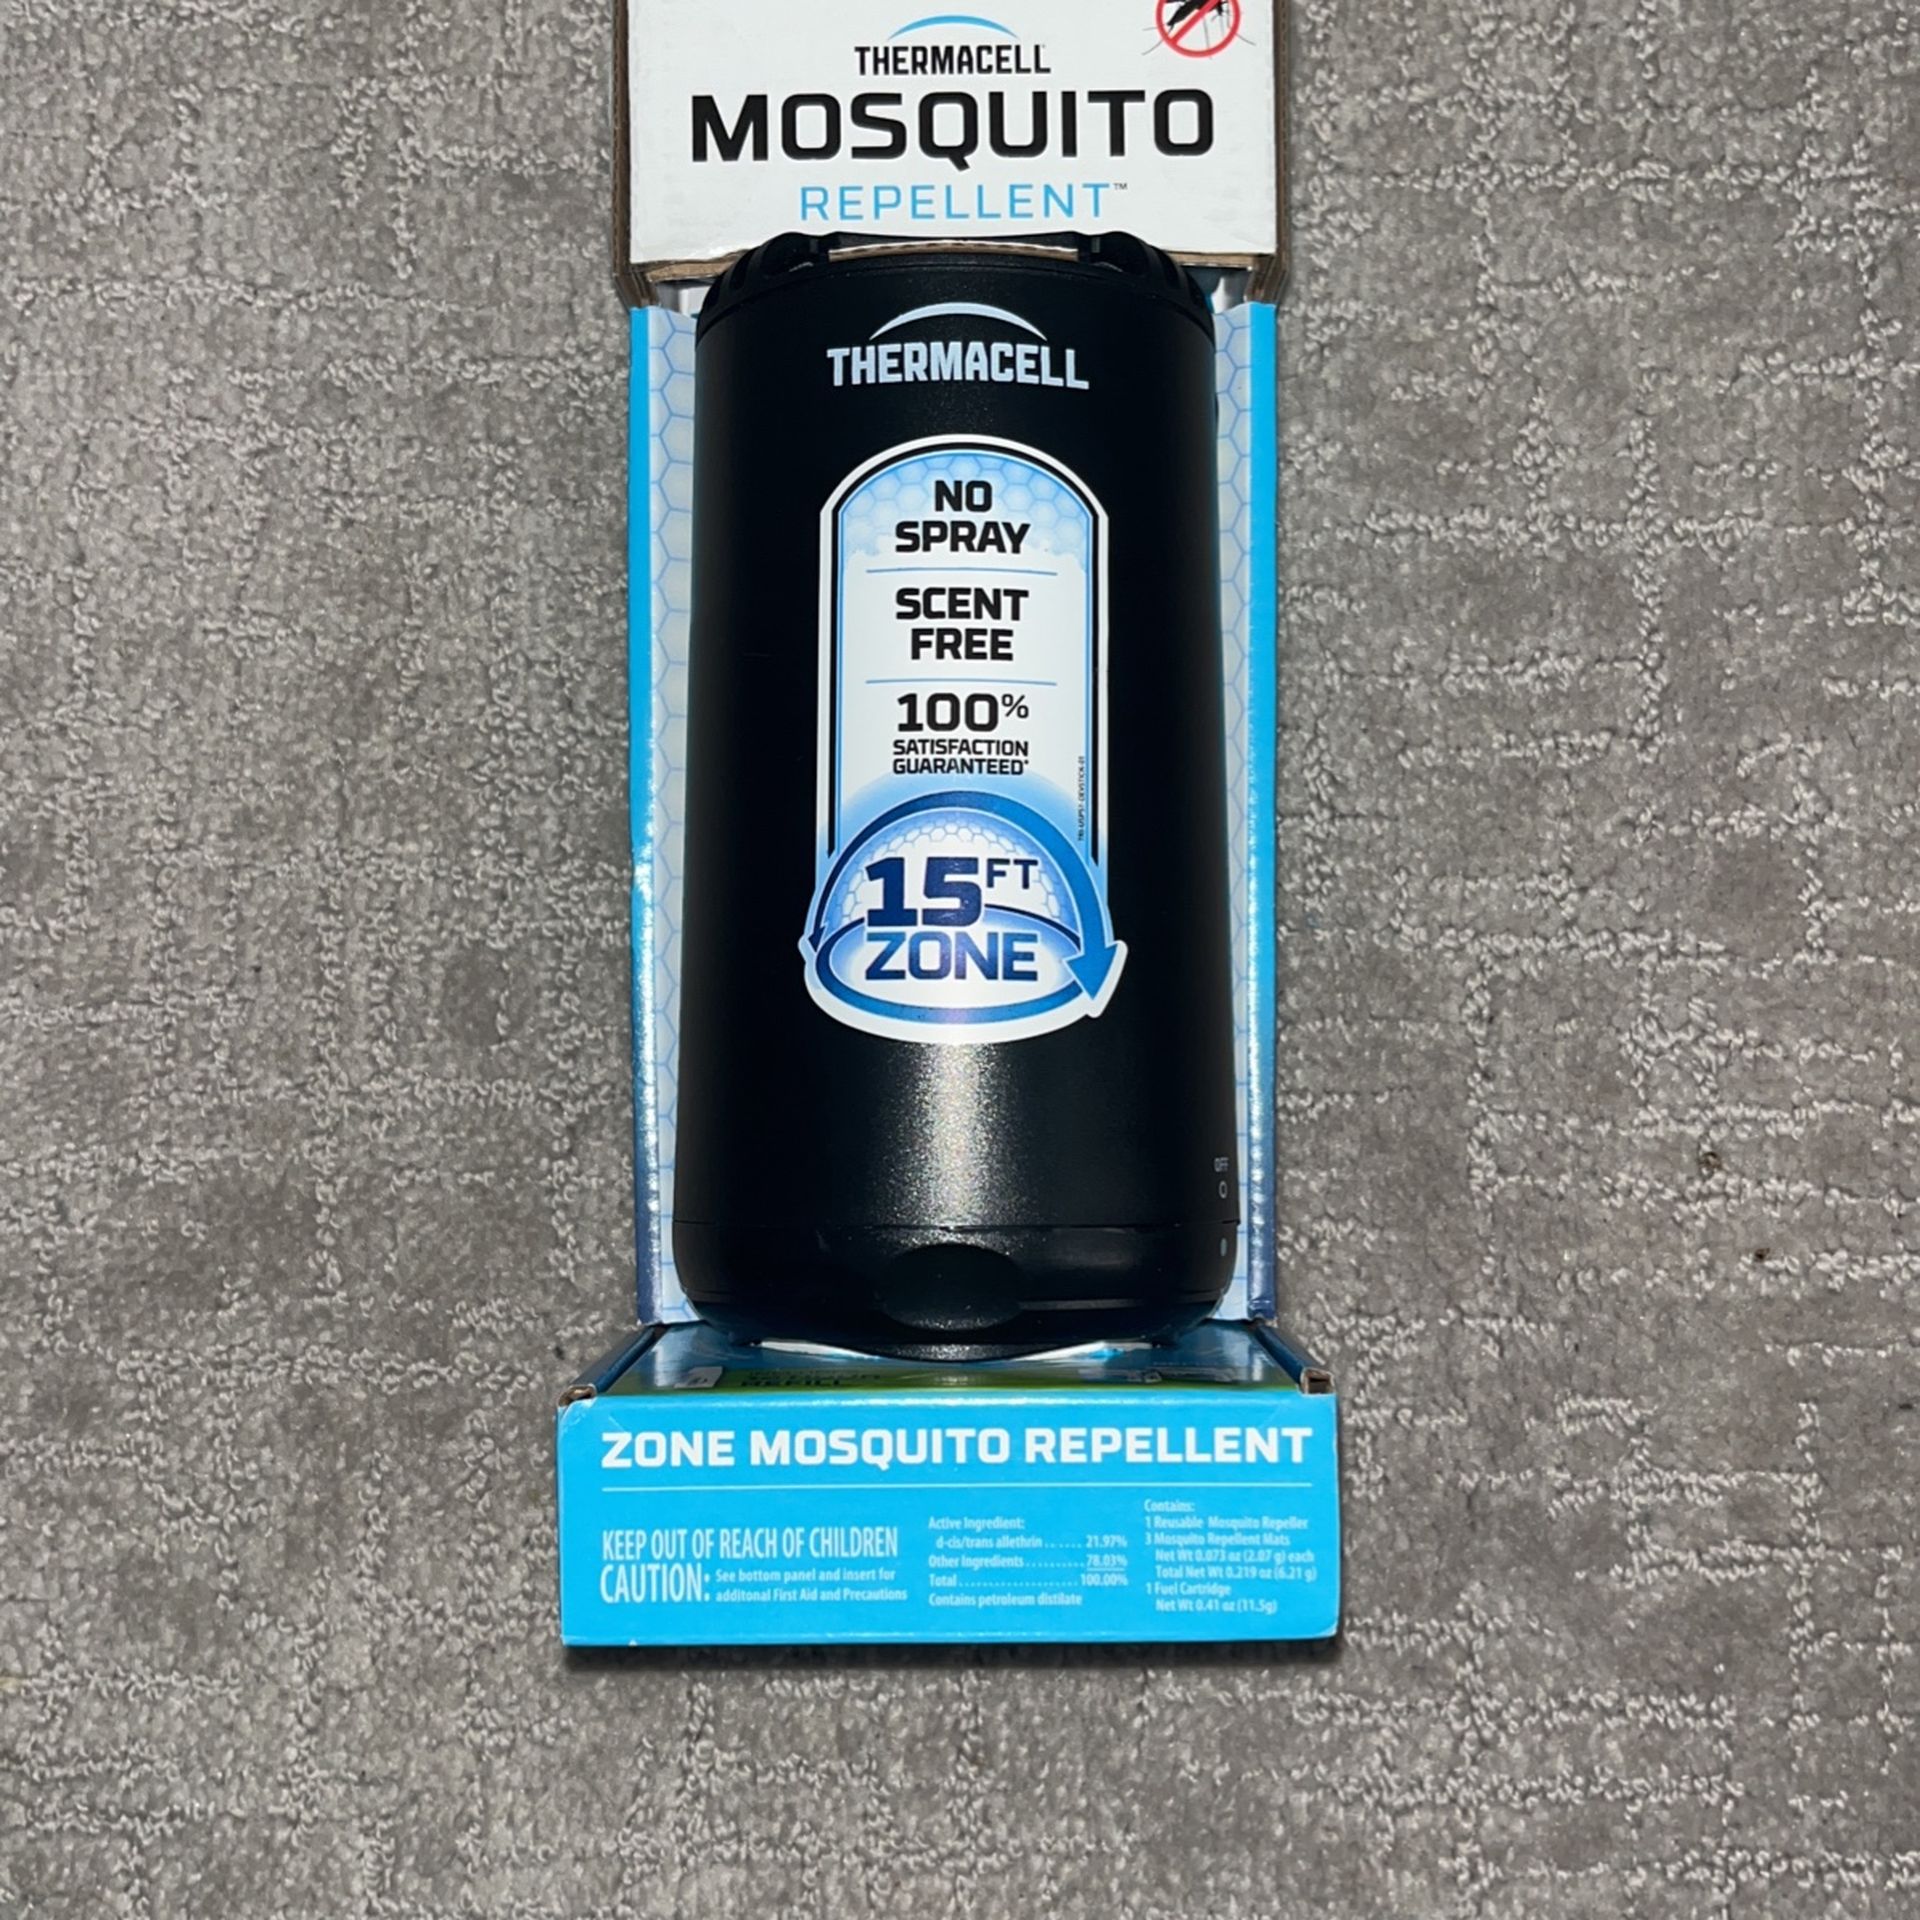 THERMACELL
MOSQUITO
REPELLENT™
THERMACELL
NO
SPRAY
SCENT
FREE
100%
SATISFACTION
GUARANTEED*
15FT
ZONE
OFF
REFILL
ZONE MOSQUITO REPELLENT
KEEP OUT OF REACH OF CHILDREN
CAUTION: See bottom panel and insert for
additonal First Aid and Precautions
Active Ingredient:
d-cis/trans allethrin ...... 21.97%
Other Ingredients .......... 78.03%
Total ..................... 100.00%
Contains petroleum distilate
Contains:
1 Reusable Mosquito Repeller
3 Mosquito Repellent Mats
Net Wt 0.073 oz (2.07 g) each
Total Net Wt 0.219 oz (6.21 g)
1 Fuel Cartridge
Net Wt 0.41 oz (11.5g)